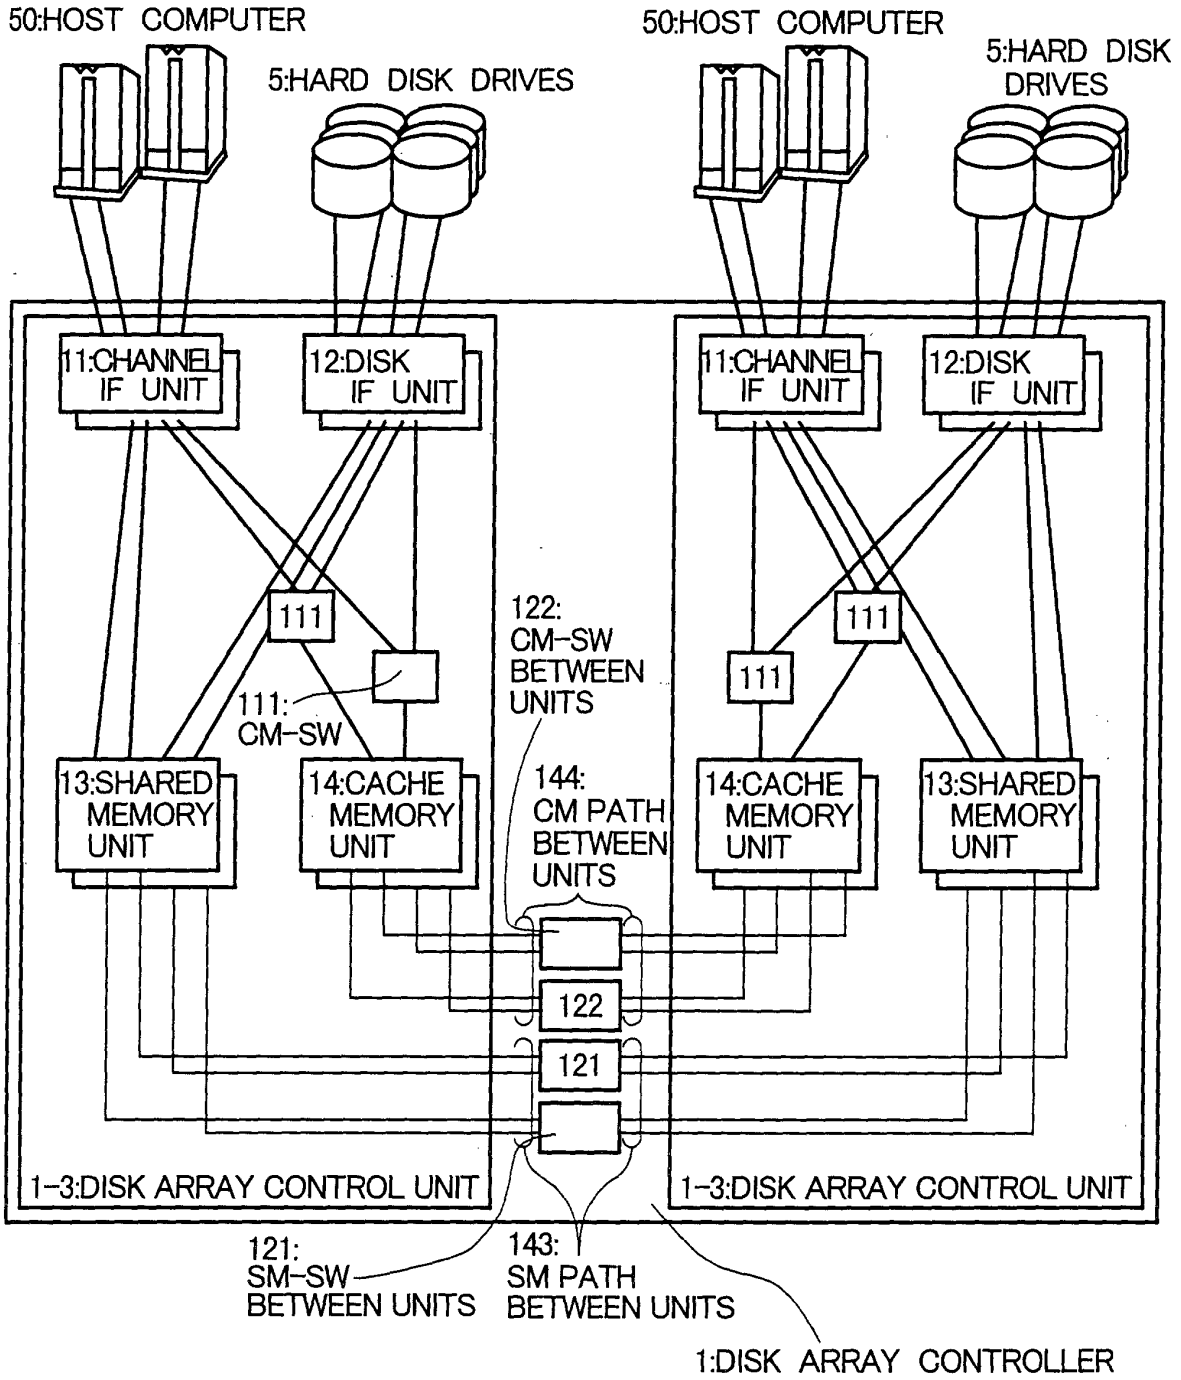 50:HOST COMPUTER
5:HARD DISK DRIVES
50:HOST COMPUTER
5:HARD DISK
DRIVES
11:CHANNEL
IF UNIT
12:DISK
IF UNIT
11:CHANNEL
IF UNIT
12:DISK
IF UNIT
111
111:
CM-SW
122:
CM-SW
BETWEEN
UNITS
111
111
13:SHARED
MEMORY
UNIT
14:CACHE
MEMORY
UNIT
144:
CM PATH
BETWEEN
UNITS
14:CACHE
MEMORY
UNIT
13:SHARED
MEMORY
UNIT
122
121
1-3:DISK ARRAY CONTROL UNIT
1-3:DISK ARRAY CONTROL UNIT
121:
SM-SW
BETWEEN UNITS
143:
SM PATH
BETWEEN UNITS
1:DISK ARRAY CONTROLLER